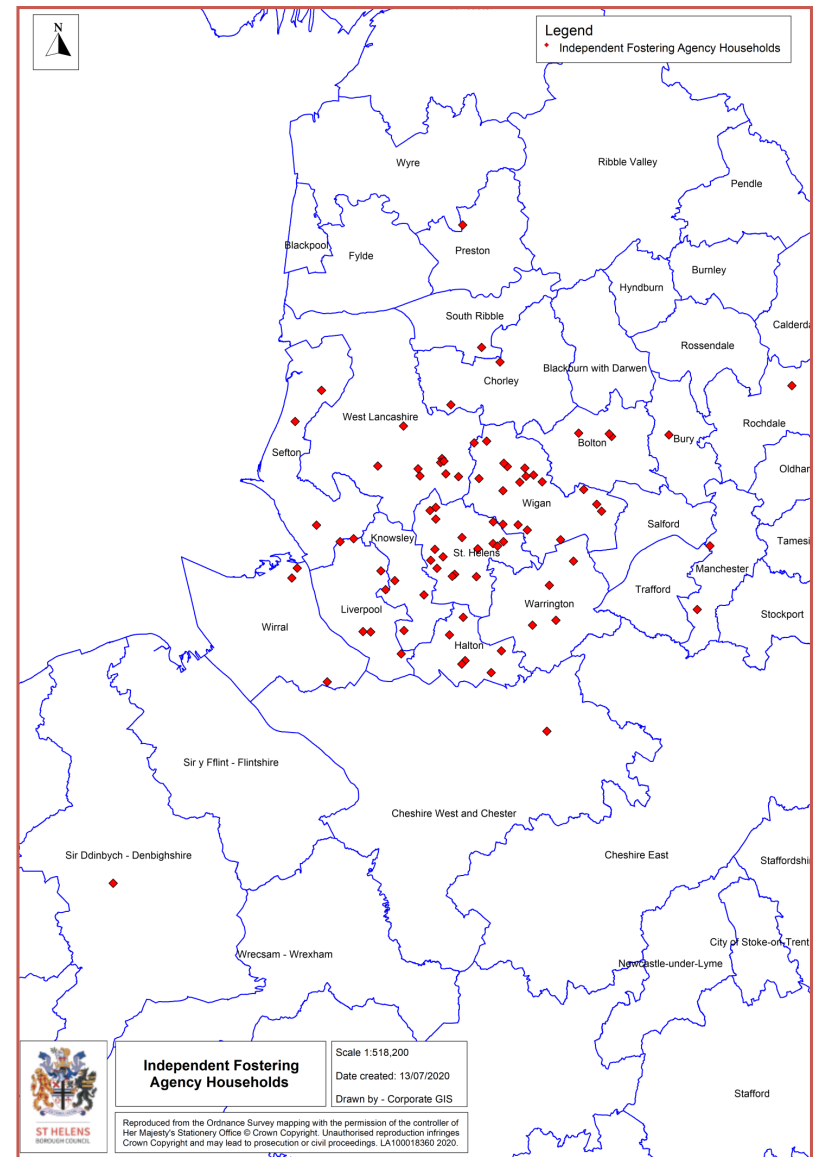 N
Legend
Independent Fostering Agency Households
Wyre
Ribble Valley
Pendle
Blackpool
Fylde
Preston
Burnley
Hyndburn
South Ribble
Calderda
Rossendale
Blackburn with Darwen
Chorley
West Lancashire
Rochdale
Bolton
Bury
Sefton
Oldhar
Wigan
Salford
Knowsley
Tamesi
St. Helens
Manchester
Trafford
Warrington
Liverpool
Stockport
Wirral
Halton
Sir y Fflint - Flintshire
Cheshire West and Chester
Sir Ddinbych - Denbighshire
Cheshire East
Staffordshi
City of Stoke-on-Trent
Wrecsam - Wrexham
Newcastle-under-Lyme
Stafford
ST HELENS
BOROUGH COUNCIL
Independent Fostering
Agency Households
Scale 1:518,200
Date created: 13/07/2020
Drawn by - Corporate GIS
Reproduced from the Ordnance Survey mapping with the permission of the controller of
Her Majesty's Stationery Office © Crown Copyright. Unauthorised reproduction infringes
Crown Copyright and may lead to prosecution or civil proceedings. LA100018360 2020.